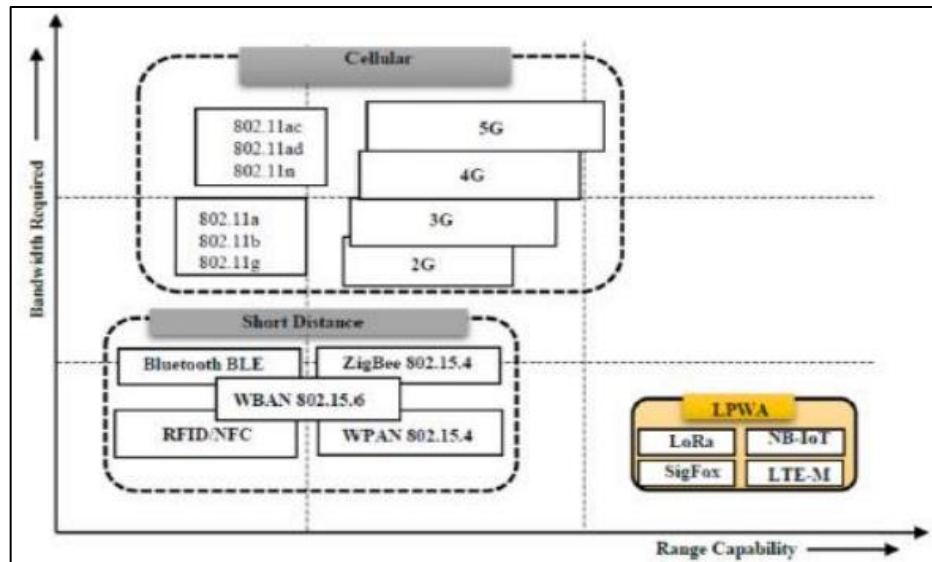 Cellular
802.11ac
802.11ad
802.11n
5G
4G
802.11a
802.11b
802.11g
3G
2G
Bandwidth Required
Short Distance
Bluetooth BLE
ZigBee 802.15.4
WBAN 802.15.6
RFID/NFC
WPAN 802.15.4
LPWA
LoRa
NB-IoT
SigFox
LTE-M
Range Capability